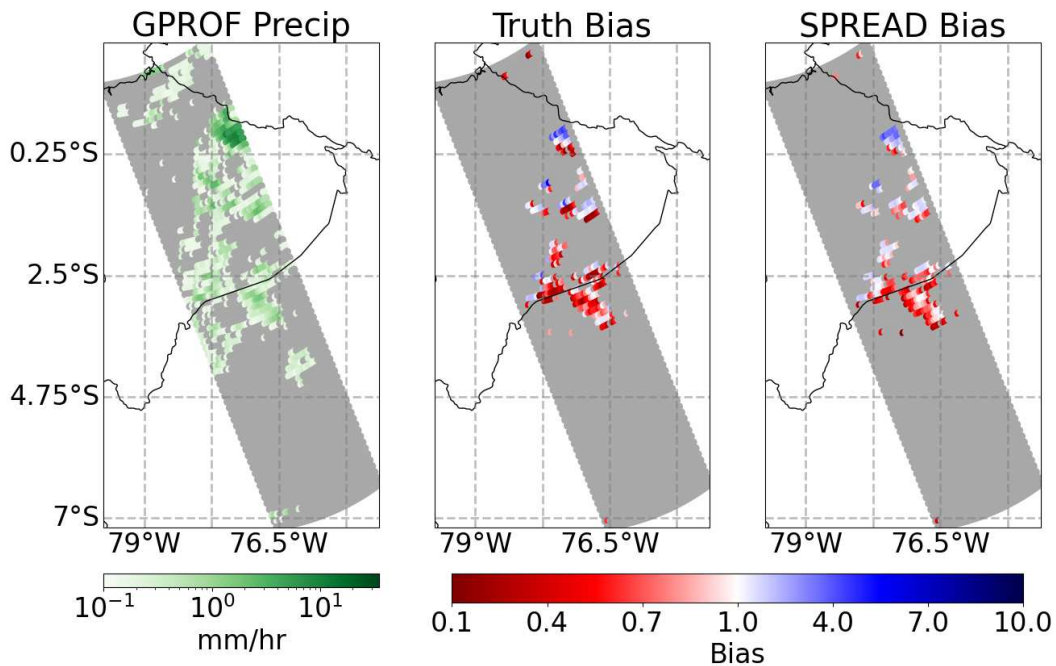 GPROF Precip
Truth Bias
SPREAD Bias
0.25°S
2.5°S
4.75°S
7°S
79°W 76.5°W
79°W 76.5°W
79°W 76.5°W
10⁻¹ 10⁰ 10¹
mm/hr
0.1 0.4 0.7 1.0 4.0 7.0 10.0
Bias